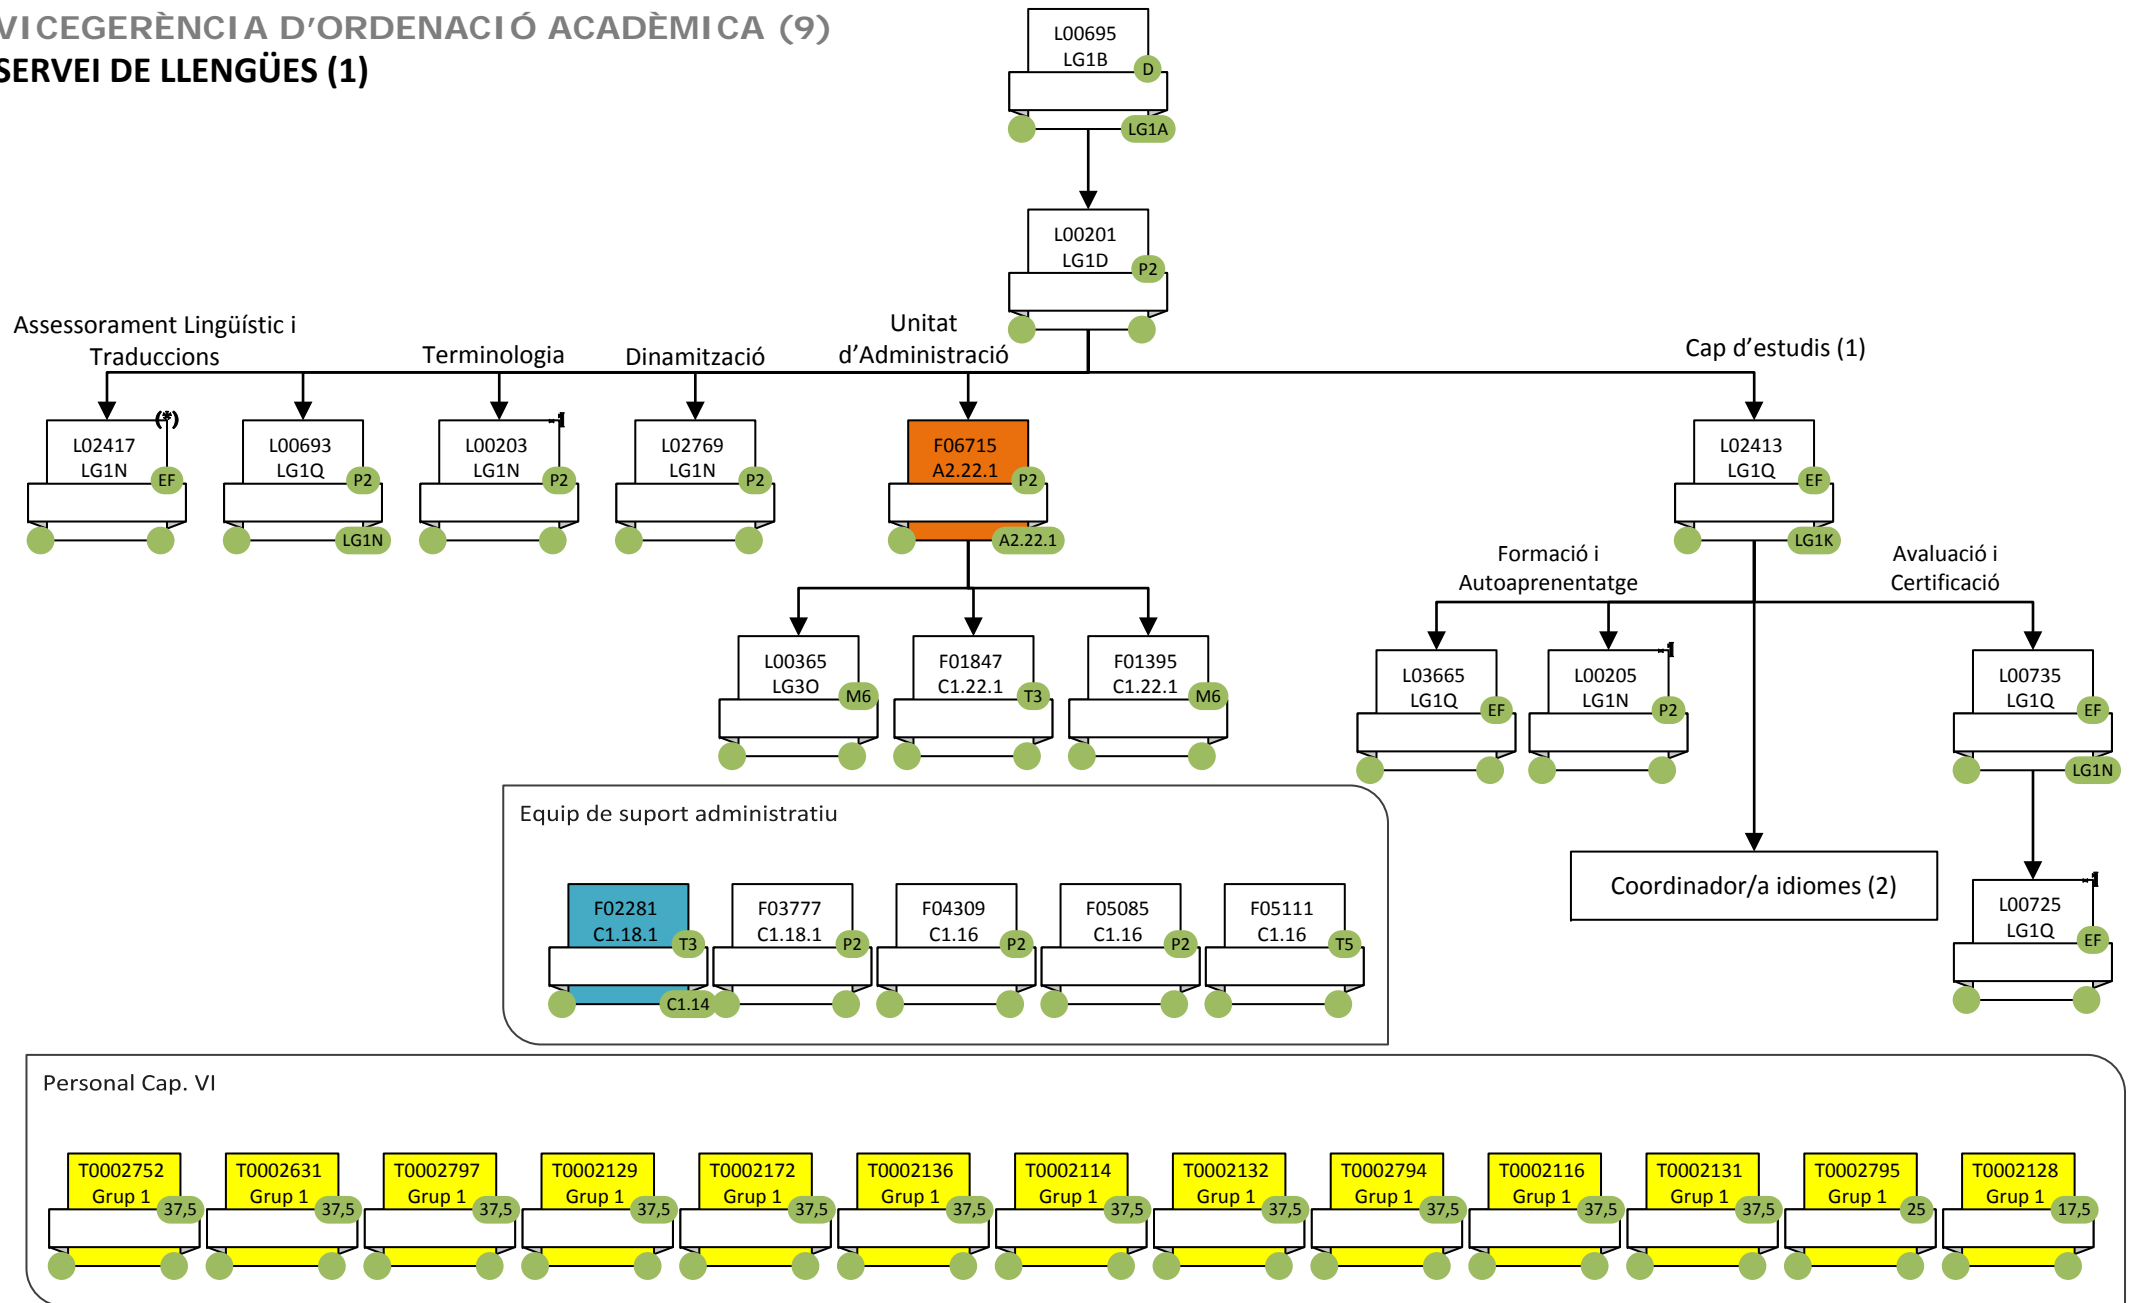 VICEGERÈNCIA D'ORDENACIÓ ACADÈMICA (9)
SERVEI DE LLENGÜES (1)
L00695
LG1B
D
LG1A
L00201
LG1D
P2
Assessorament Lingüístic i
Traduccions
Terminologia
Dinamització
Unitat
d'Administració
Cap d'estudis (1)
(*)
L02417
LG1N
EF
L00693
LG1Q
P2
LG1N
L00203
LG1N
P2
L02769
LG1N
P2
F06715
A2.22.1
P2
A2.22.1
L02413
LG1Q
EF
LG1K
Formació i
Autoaprenentatge
Avaluació i
Certificació
L00365
LG3O
M6
F01847
C1.22.1
T3
F01395
C1.22.1
M6
L03665
LG1Q
EF
L00205
LG1N
P2
L00735
LG1Q
EF
LG1N
Equip de suport administratiu
Coordinador/a idiomes (2)
F02281
C1.18.1
T3
C1.14
F03777
C1.18.1
P2
F04309
C1.16
P2
F05085
C1.16
P2
F05111
C1.16
T5
L00725
LG1Q
EF
Personal Cap. VI
T0002752
Grup 1
37,5
T0002631
Grup 1
37,5
T0002797
Grup 1
37,5
T0002129
Grup 1
37,5
T0002172
Grup 1
37,5
T0002136
Grup 1
37,5
T0002114
Grup 1
37,5
T0002132
Grup 1
37,5
T0002794
Grup 1
37,5
T0002116
Grup 1
37,5
T0002131
Grup 1
37,5
T0002795
Grup 1
25
T0002128
Grup 1
17,5